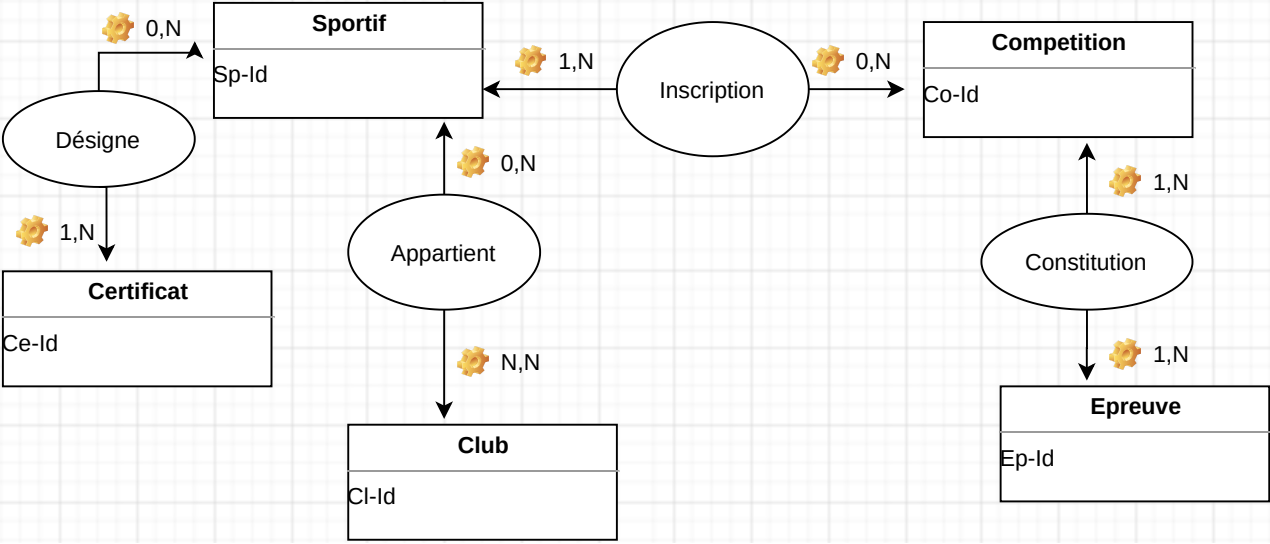 0,N
Sportif
Sp-Id
1,N
Inscription
0,N
Competition
Co-Id
Désigne
0,N
1,N
1,N
Appartient
Constitution
Certificat
Ce-Id
N,N
1,N
Club
Cl-Id
Epreuve
Ep-Id